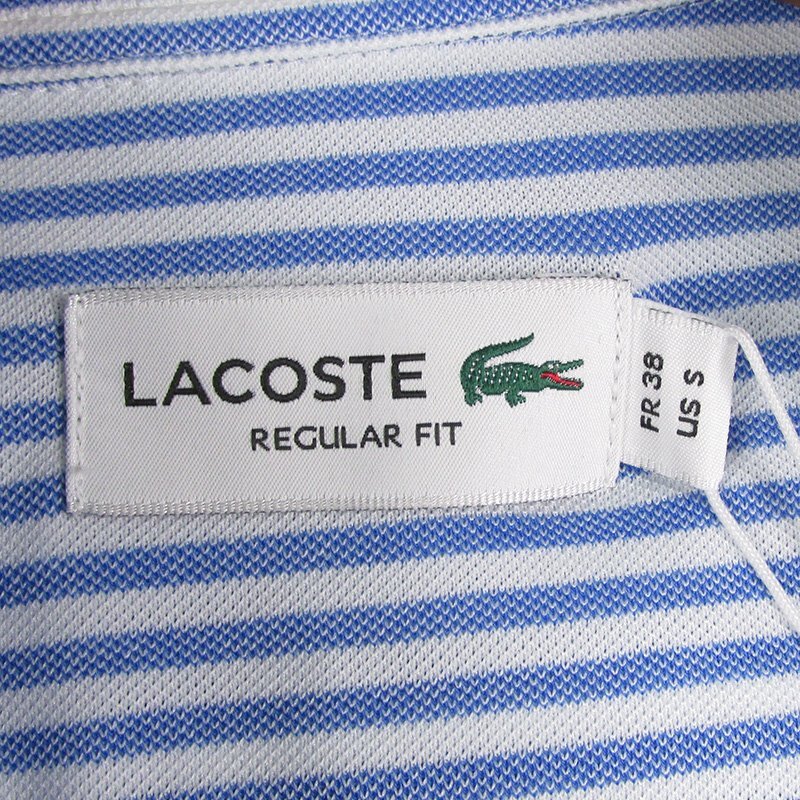 LACOSTE
REGULAR FIT
FR 38
US S